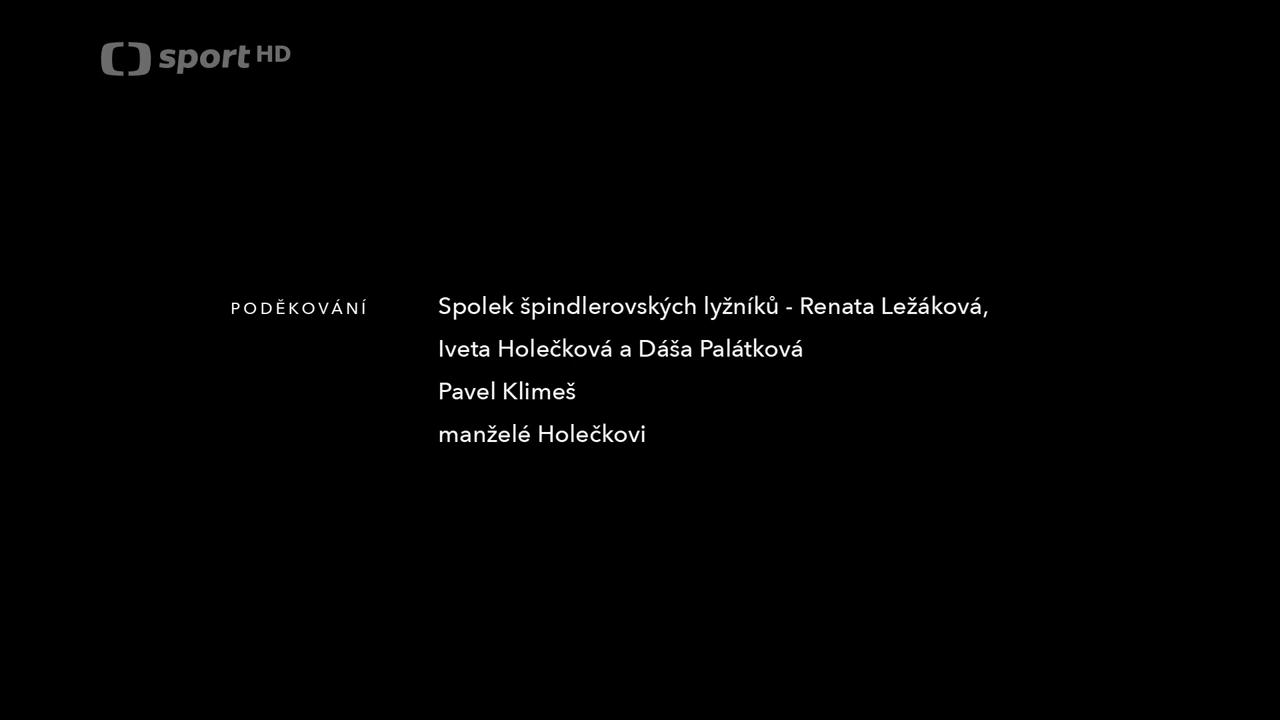 sport HD
PODĚKOVÁNÍ
Spolek špindlerovských lyžníků - Renata Ležáková,
Iveta Holečková a Dáša Palátková
Pavel Klimeš
manželé Holečkovi